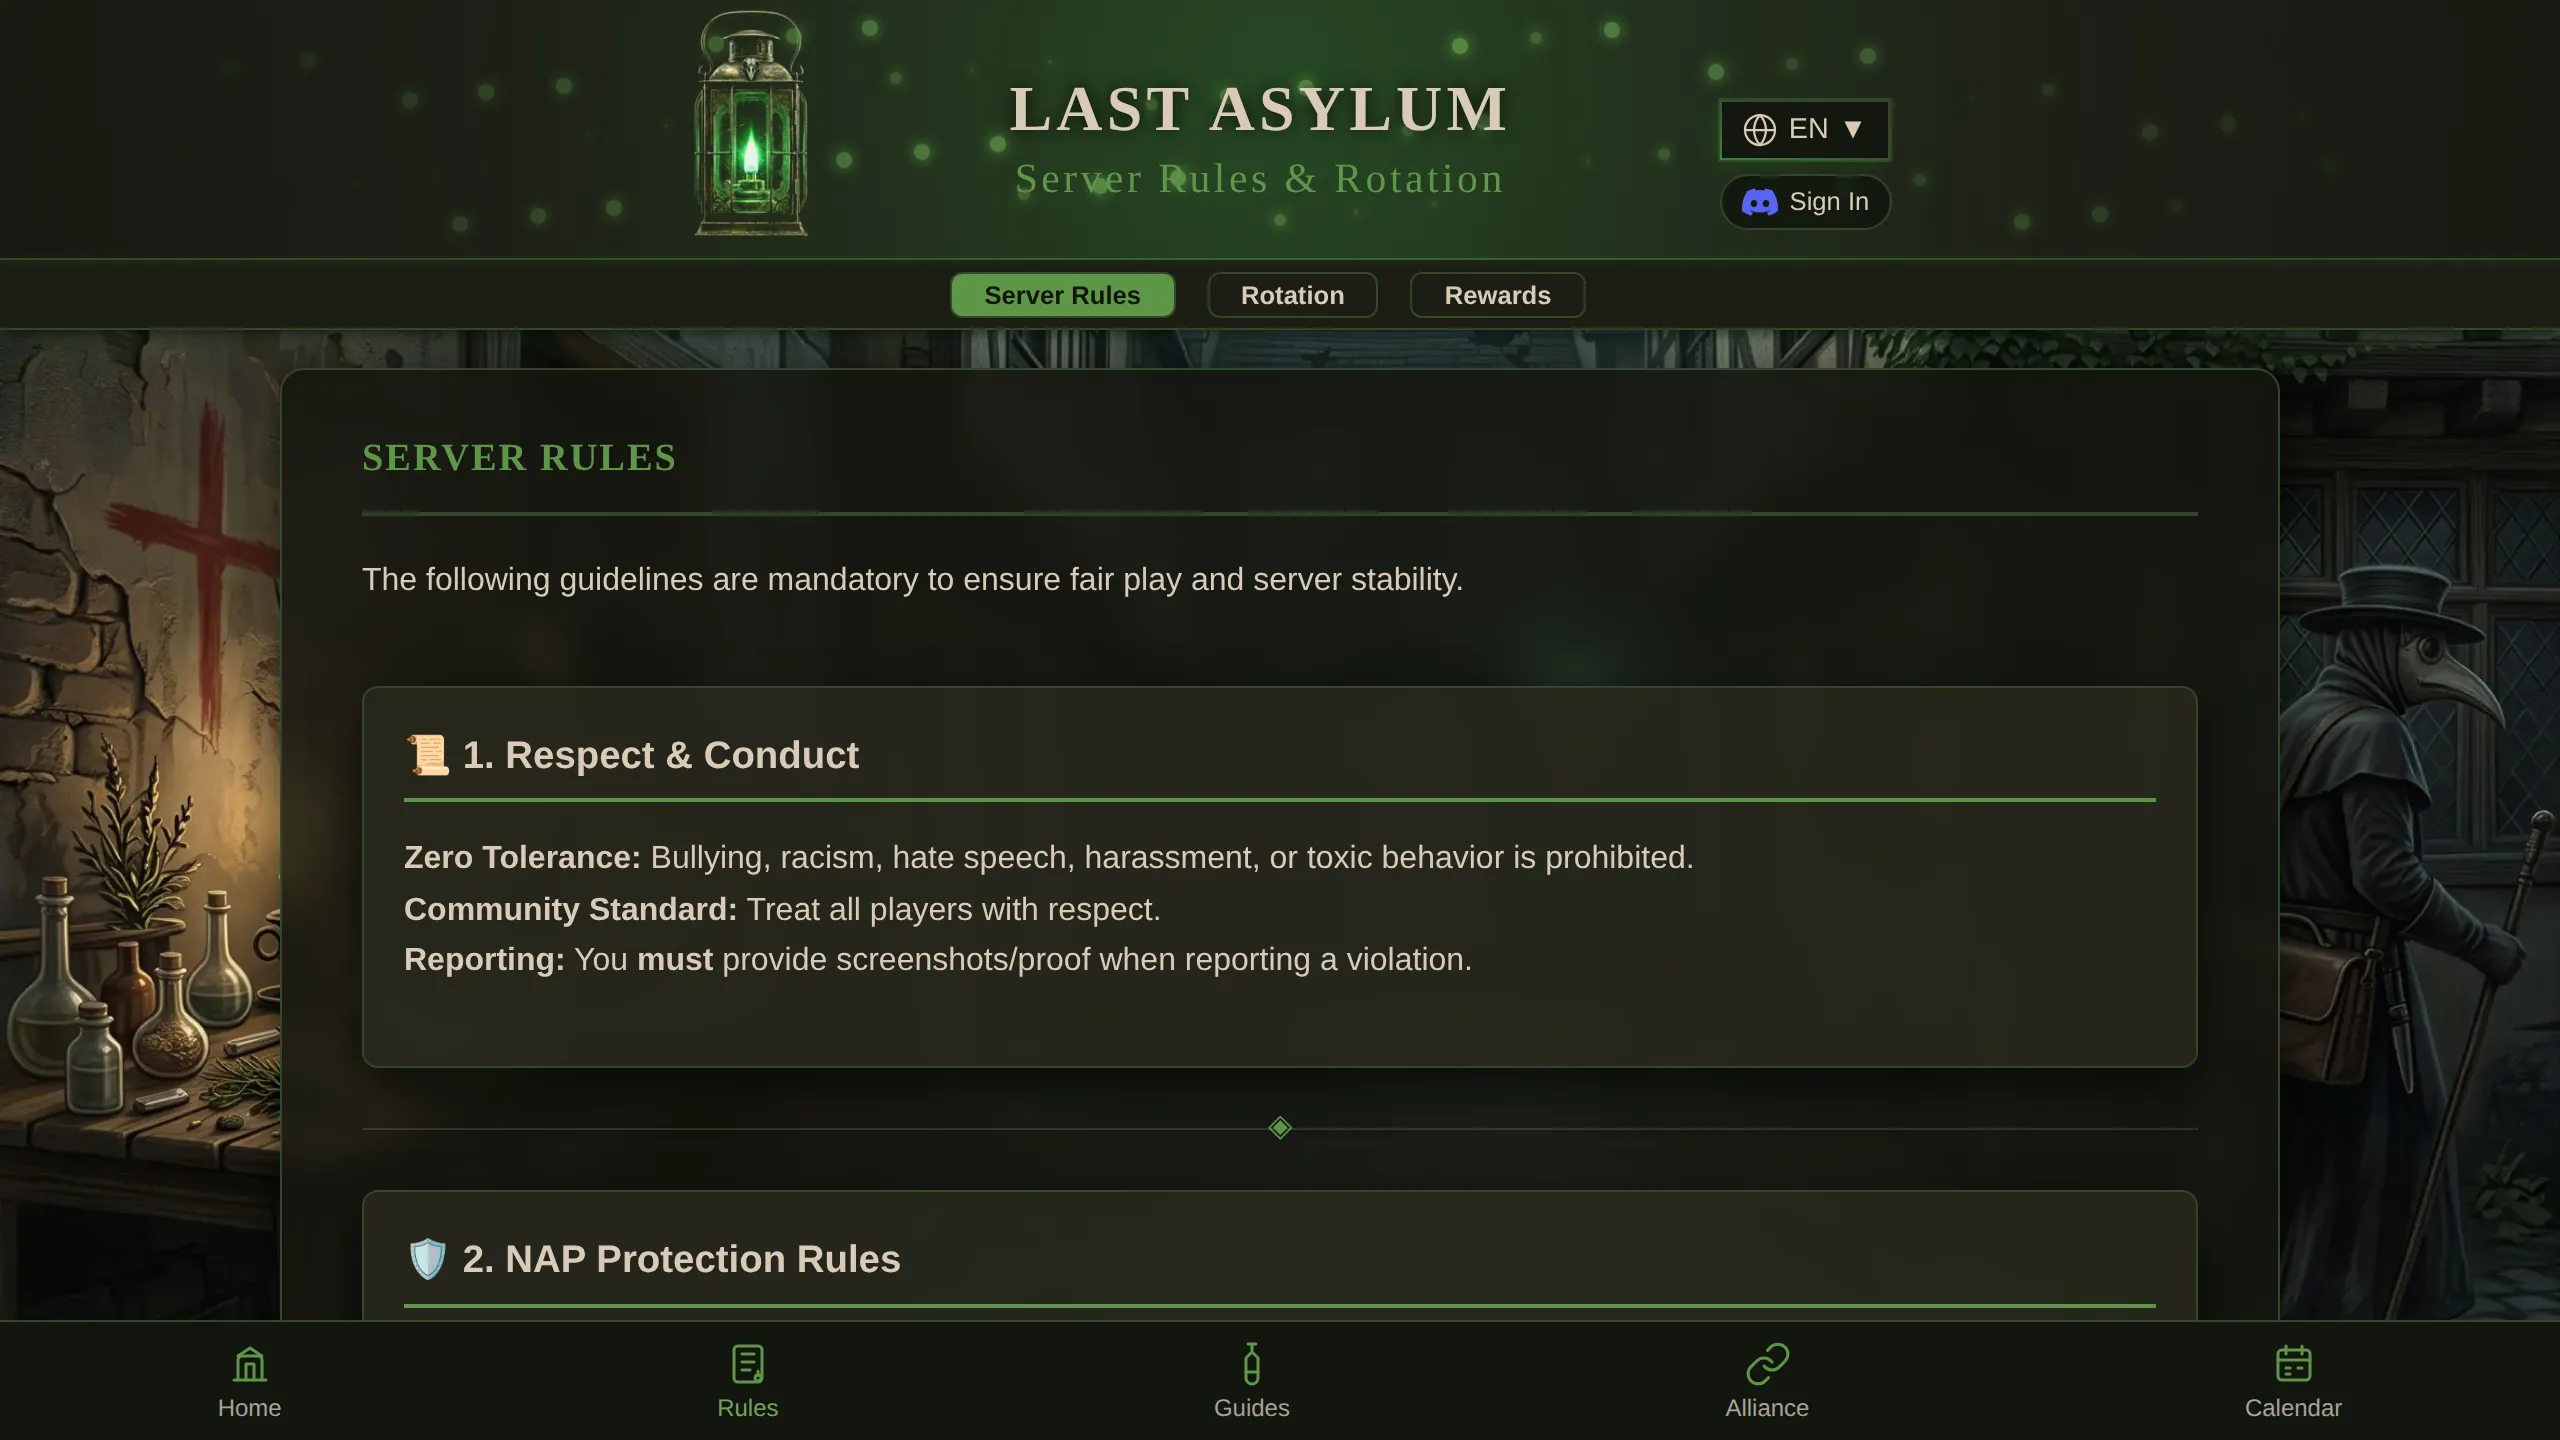 LAST ASYLUM
Server Rules & Rotation
EN ▼
Sign In
Server Rules
Rotation
Rewards
SERVER RULES
The following guidelines are mandatory to ensure fair play and server stability.
📜 1. Respect & Conduct
Zero Tolerance: Bullying, racism, hate speech, harassment, or toxic behavior is prohibited.
Community Standard: Treat all players with respect.
Reporting: You must provide screenshots/proof when reporting a violation.
🛡️ 2. NAP Protection Rules
Home
Rules
Guides
Alliance
Calendar